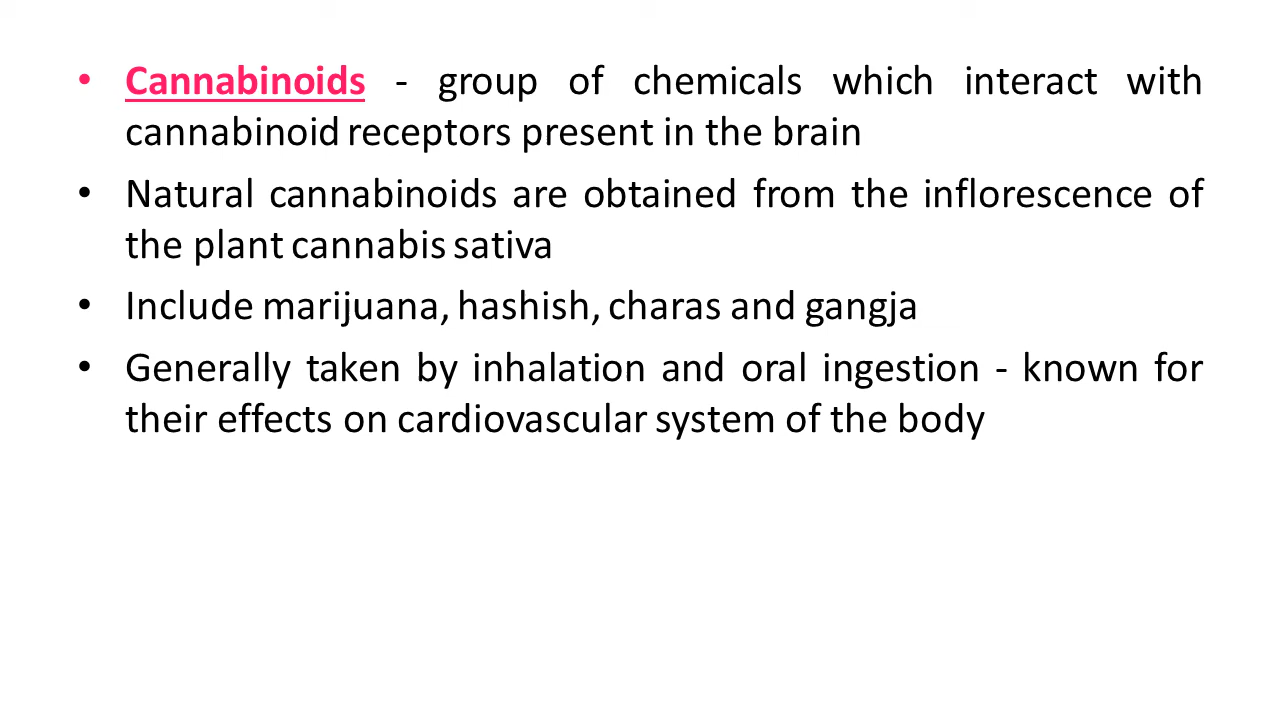 • Cannabinoids - group of chemicals which interact with
cannabinoid receptors present in the brain
• Natural cannabinoids are obtained from the inflorescence of
the plant cannabis sativa
• Include marijuana, hashish, charas and gangja
• Generally taken by inhalation and oral ingestion - known for
their effects on cardiovascular system of the body